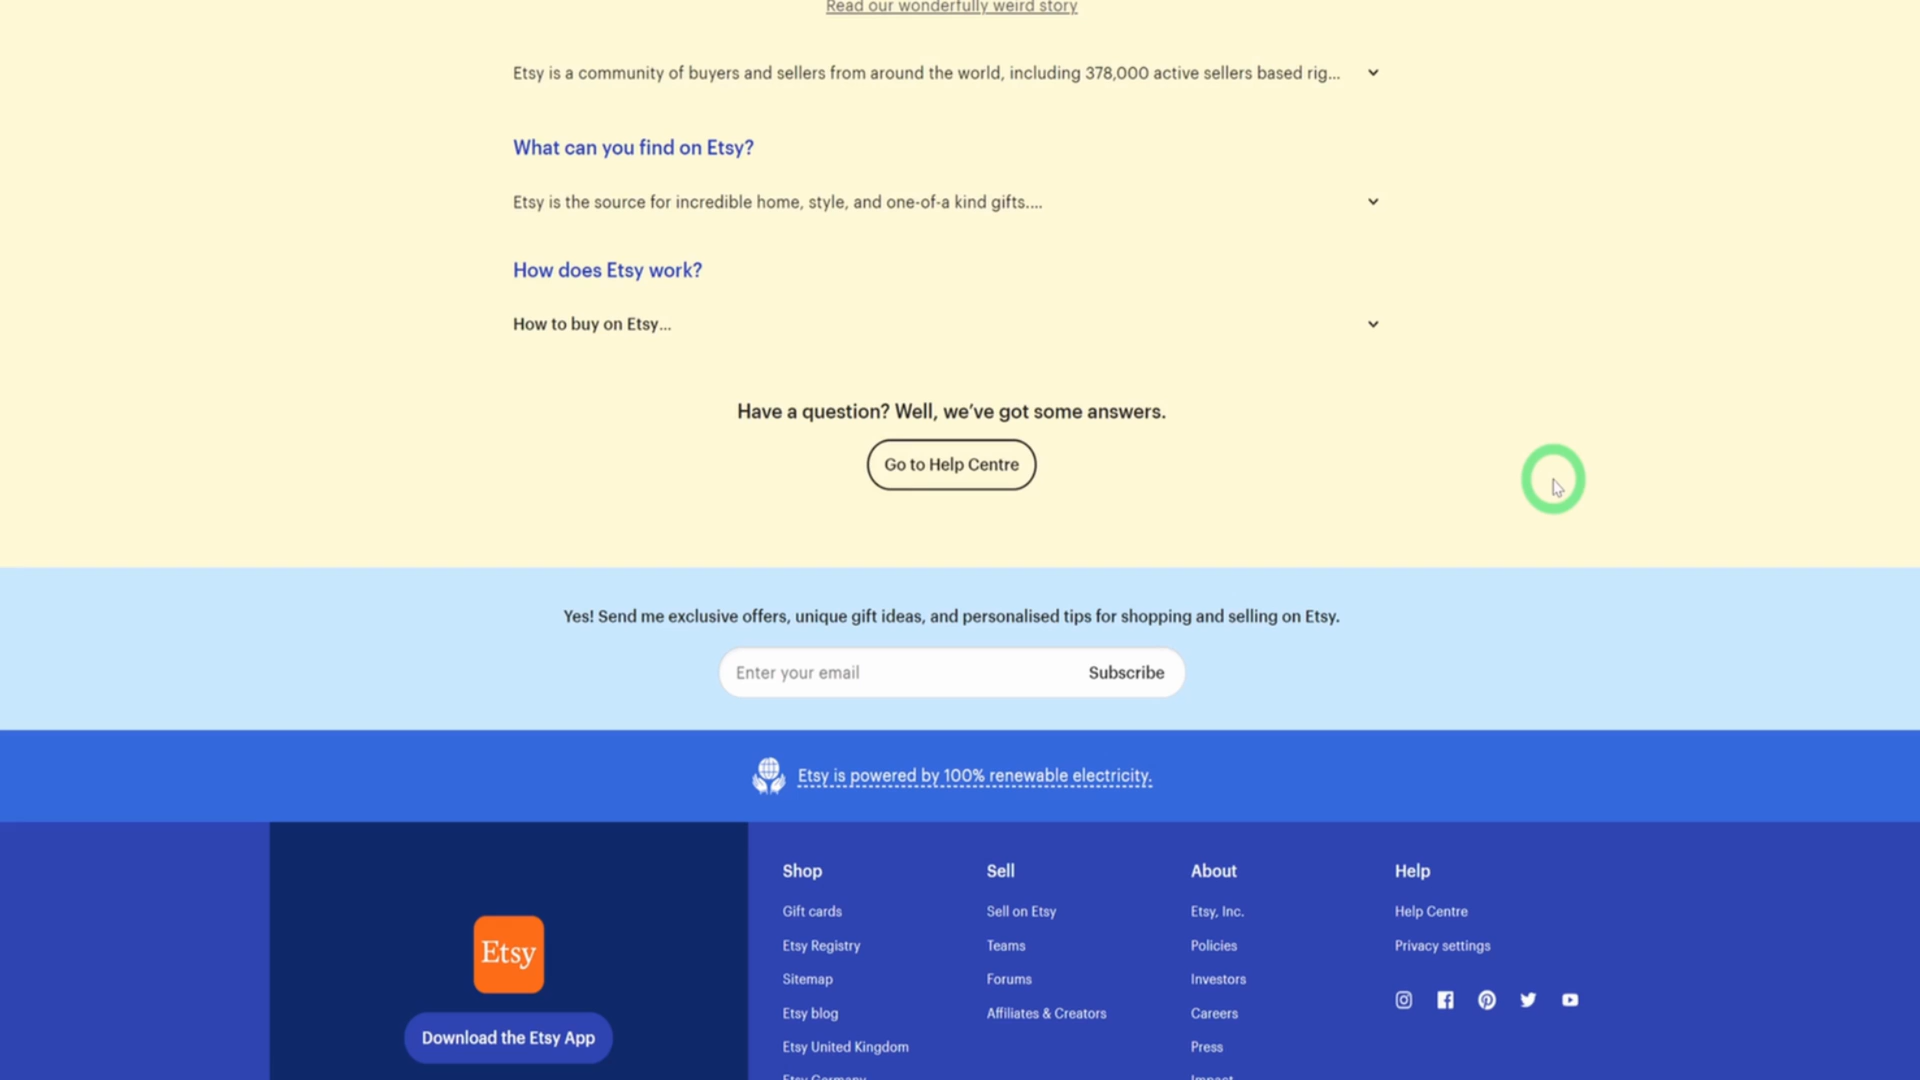 Read our wonderfully weird story
Etsy is a community of buyers and sellers from around the world, including 378,000 active sellers based rig...
What can you find on Etsy?
Etsy is the source for incredible home, style, and one-of-a kind gifts....
How does Etsy work?
How to buy on Etsy...
Have a question? Well, we’ve got some answers.
Go to Help Centre
Yes! Send me exclusive offers, unique gift ideas, and personalised tips for shopping and selling on Etsy.
Enter your email Subscribe
Etsy is powered by 100% renewable electricity.
Etsy
Download the Etsy App
Shop
Gift cards
Etsy Registry
Sitemap
Etsy blog
Etsy United Kingdom
Etsy Germany
Sell
Sell on Etsy
Teams
Forums
Affiliates & Creators
About
Etsy, Inc.
Policies
Investors
Careers
Press
Impact
Help
Help Centre
Privacy settings